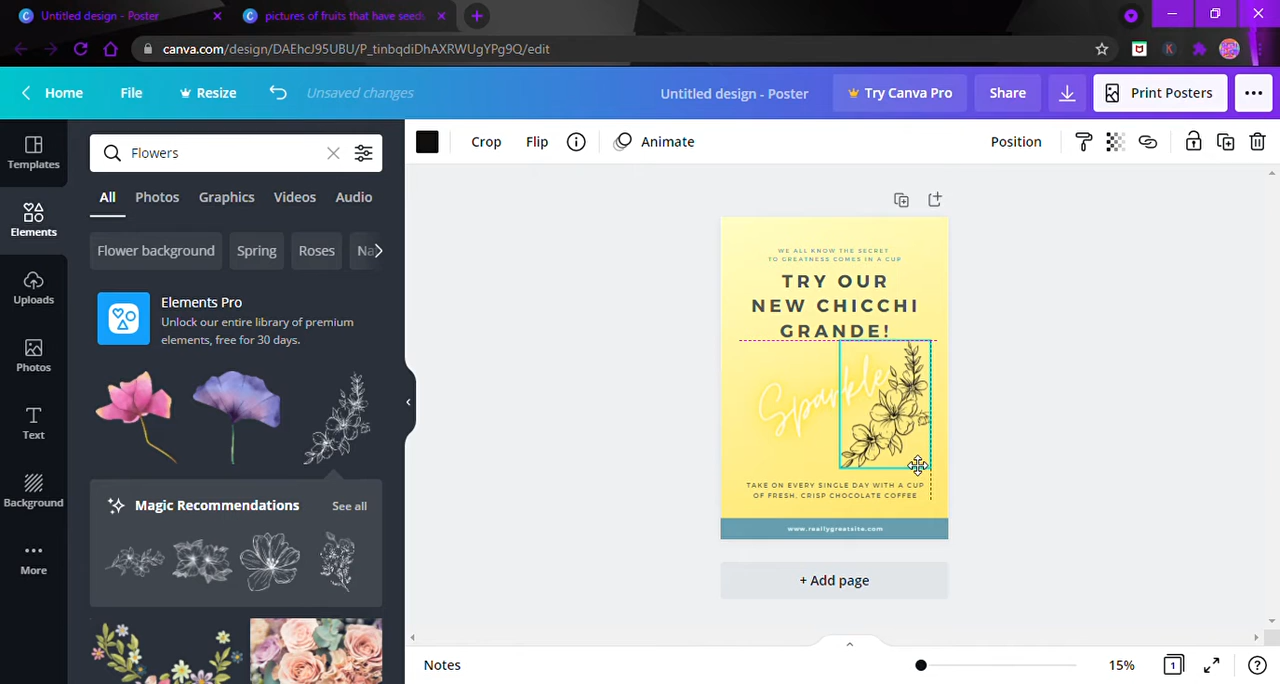 Untitled design - Poster
pictures of fruits that have seeds
canva.com/design/DAEhcJ95UBU/P_tinbqdiDhAXRWUgYPg9Q/edit
Home
File
Resize
Unsaved changes
Untitled design - Poster
Try Canva Pro
Share
Print Posters
Templates
Elements
Uploads
Photos
Text
Background
More
Flowers
All
Photos
Graphics
Videos
Audio
Flower background
Spring
Roses
Na
Elements Pro
Unlock our entire library of premium
elements, free for 30 days.
Magic Recommendations
See all
Crop
Flip
Animate
Position
WE ALL KNOW THE SECRET
TO GREATNESS COMES IN A CUP
TRY OUR
NEW CHICCHI
GRANDE!
Sparkle
TAKE ON EVERY SINGLE DAY WITH A CUP
OF FRESH, CRISP CHOCOLATE COFFEE
www.reallygreatsite.com
+ Add page
Notes
15%
1